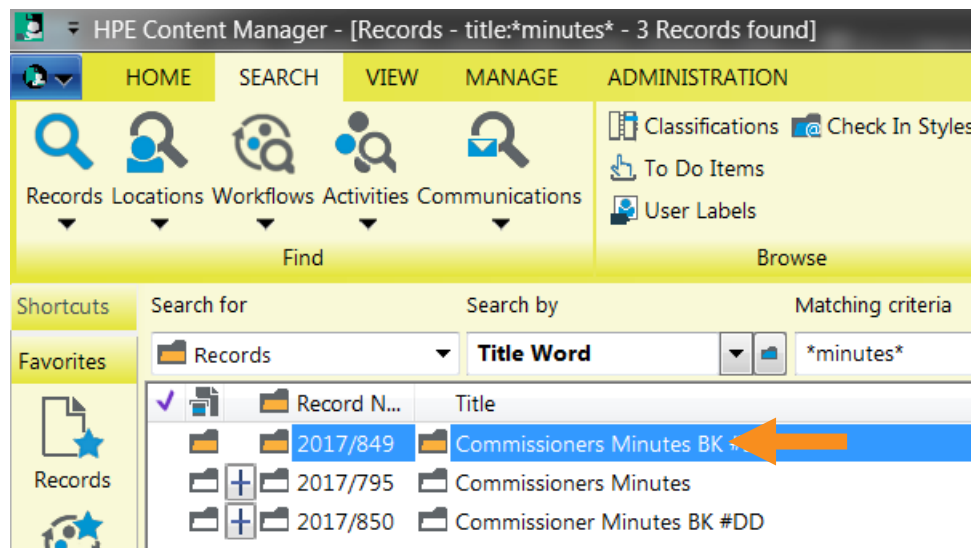 HPE Content Manager - [Records - title:*minutes* - 3 Records found]
HOME SEARCH VIEW MANAGE ADMINISTRATION
Classifications Check In Styles
To Do Items
Records Locations Workflows Activities Communications
User Labels
Find Browse
Shortcuts Search for Search by Matching criteria
Favorites Records Title Word *minutes*
Record N... Title
2017/849 Commissioners Minutes BK
Records 2017/795 Commissioners Minutes
2017/850 Commissioner Minutes BK #DD